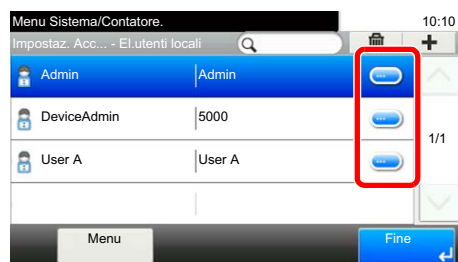 Menu Sistema/Contatore. 10:10
Impostaz. Acc... - El.utenti locali
Admin Admin
DeviceAdmin 5000
1/1
User A User A
Menu Fine